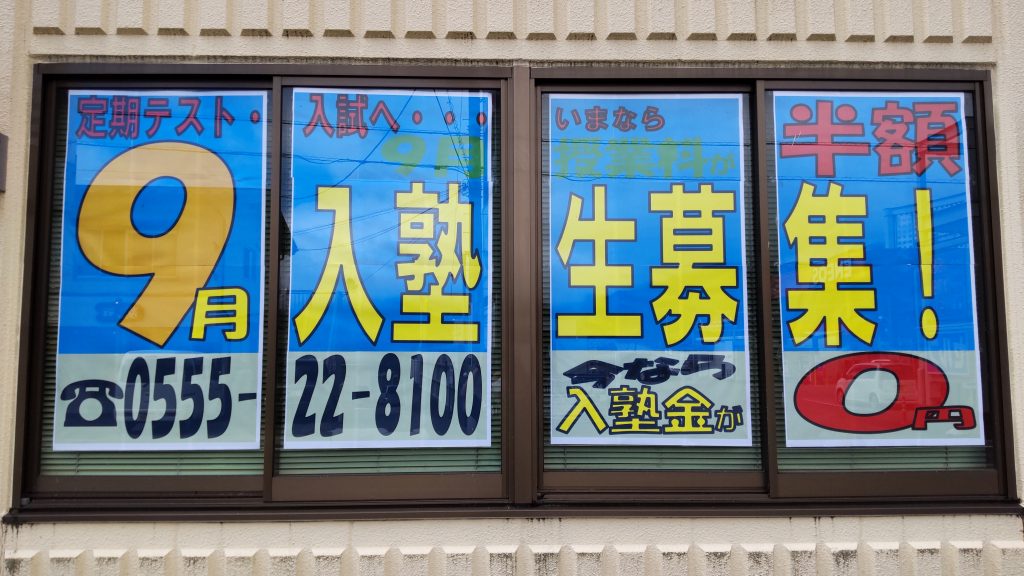 定期テスト・入試へ・・・ いまなら 半額
9月 授業料が
9月入塾生募集！
☎0555-22-8100 今なら 0円
入塾金が